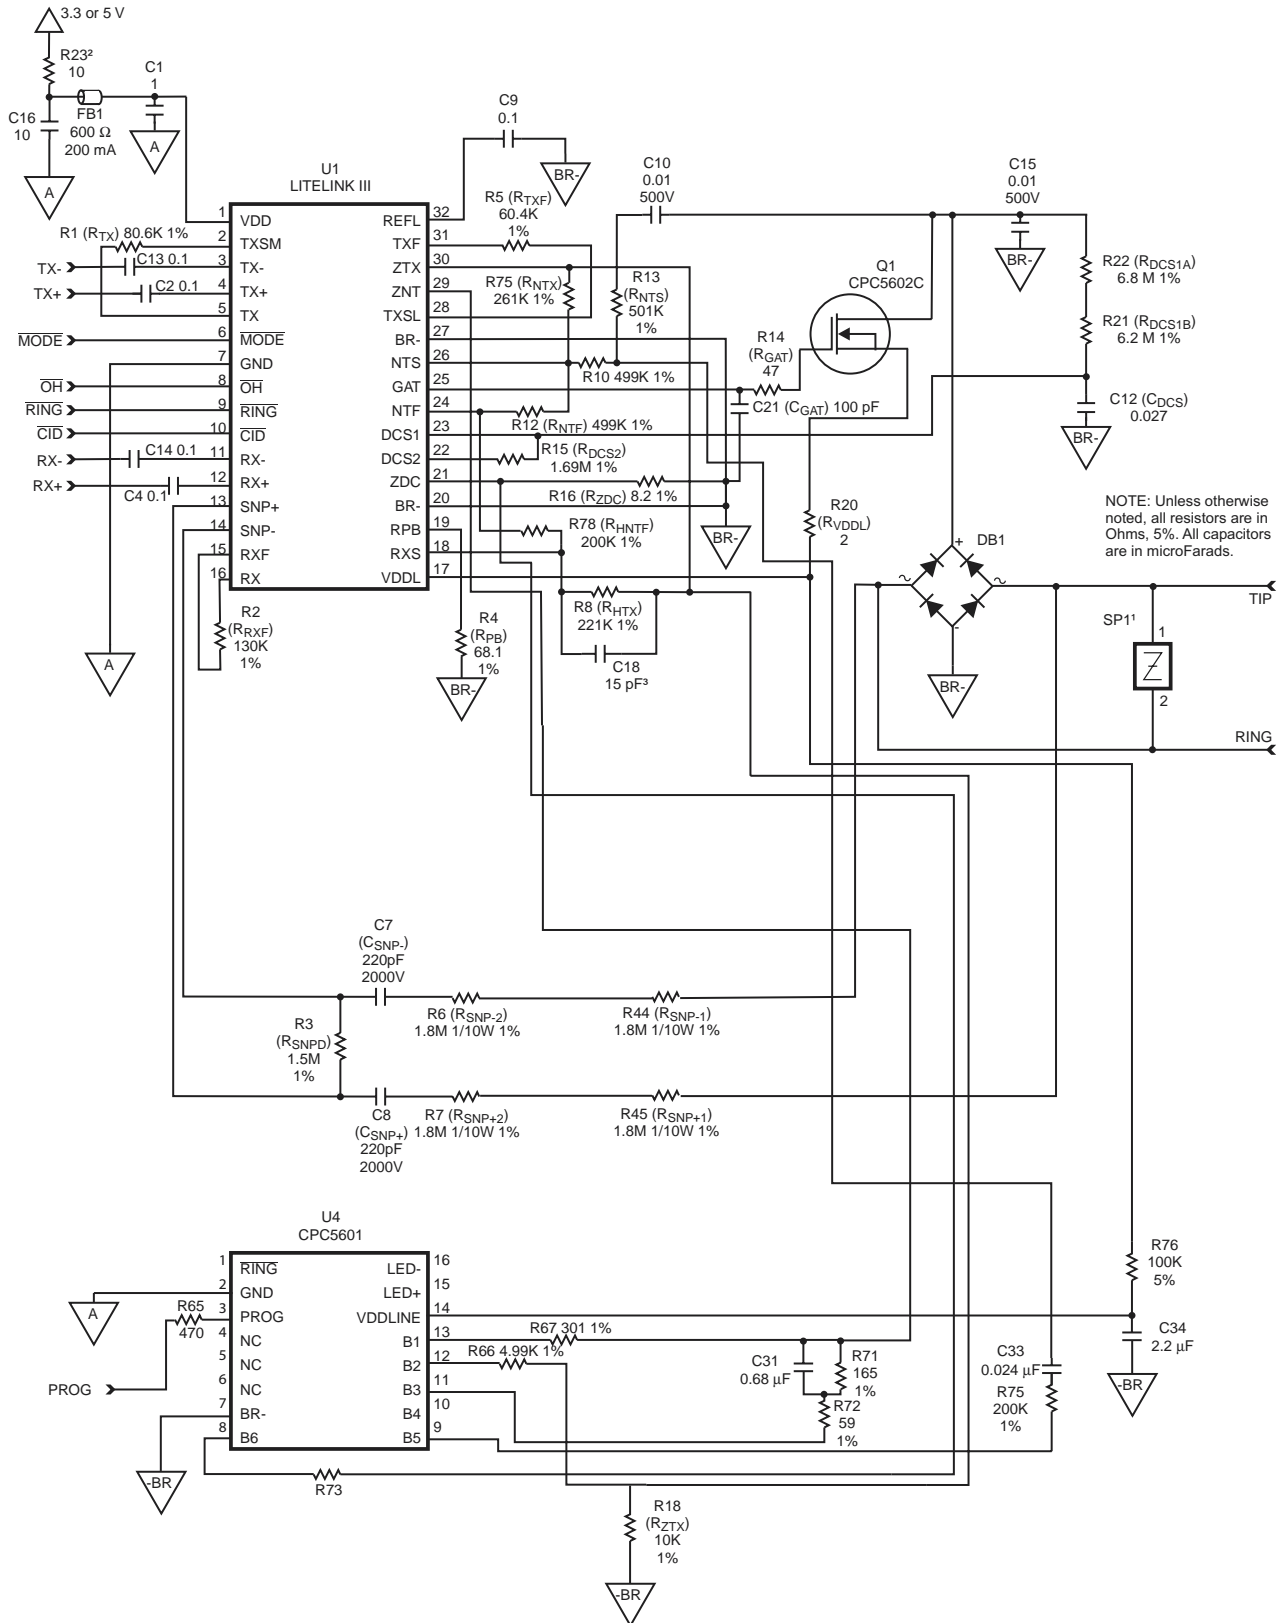 3.3 or 5 V
R23²
10
C1
1
C16
10
FB1
600 Ω
200 mA
A
A
C9
0.1
BR-
U1
LITELINK III
1
VDD
2
TXSM
3
TX-
4
TX+
5
TX
6
MODE
7
GND
8
OH
9
RING
10
CID
11
RX-
12
RX+
13
SNP+
14
SNP-
15
RXF
16
RX
REFL
32
TXF
31
ZTX
30
ZNT
29
TXSL
28
BR-
27
NTS
26
GAT
25
NTF
24
DCS1
23
DCS2
22
ZDC
21
BR-
20
RPB
19
RXS
18
VDDL
17
R1 (RTX) 80.6K 1%
TX-
C13 0.1
TX+
C2 0.1
MODE
OH
RING
CID
RX-
C14 0.1
RX+
C4 0.1
A
R2
(RRXF)
130K
1%
R5 (RTXF)
60.4K
1%
C10
0.01
500V
C15
0.01
500V
BR-
R75 (RNTX)
261K 1%
R13
(RNTS)
501K
1%
Q1
CPC5602C
R22 (RDCS1A)
6.8 M 1%
R21 (RDCS1B)
6.2 M 1%
R14
(RGAT)
47
R10 499K 1%
C21 (CGAT) 100 pF
C12 (CDCS)
0.027
BR-
R12 (RNTF) 499K 1%
R15 (RDCS2)
1.69M 1%
R16 (RZDC) 8.2 1%
BR-
R20
(RVDDL)
2
NOTE: Unless otherwise
noted, all resistors are in
Ohms, 5%. All capacitors
are in microFarads.
R78 (RHNTF)
200K 1%
R8 (RHTX)
221K 1%
C18
15 pF³
R4
(RPB)
68.1
1%
BR-
+
DB1
~
~
-
BR-
TIP
SP1¹
1
2
RING
C7
(CSNP-)
220pF
2000V
R6 (RSNP-2)
1.8M 1/10W 1%
R44 (RSNP-1)
1.8M 1/10W 1%
R3
(RSNPD)
1.5M
1%
C8
(CSNP+)
220pF
2000V
R7 (RSNP+2)
1.8M 1/10W 1%
R45 (RSNP+1)
1.8M 1/10W 1%
U4
CPC5601
1
RING
2
GND
3
PROG
4
NC
5
NC
6
NC
7
BR-
8
B6
LED-
16
LED+
15
VDDLINE
14
B1
13
B2
12
B3
11
B4
10
B5
9
A
R65
470
PROG
-BR
R73
R67 301 1%
R66 4.99K 1%
C31
0.68 µF
R71
165
1%
R72
59
1%
C33
0.024 µF
R75
200K
1%
R76
100K
5%
C34
2.2 µF
-BR
R18
(RZTX)
10K
1%
-BR